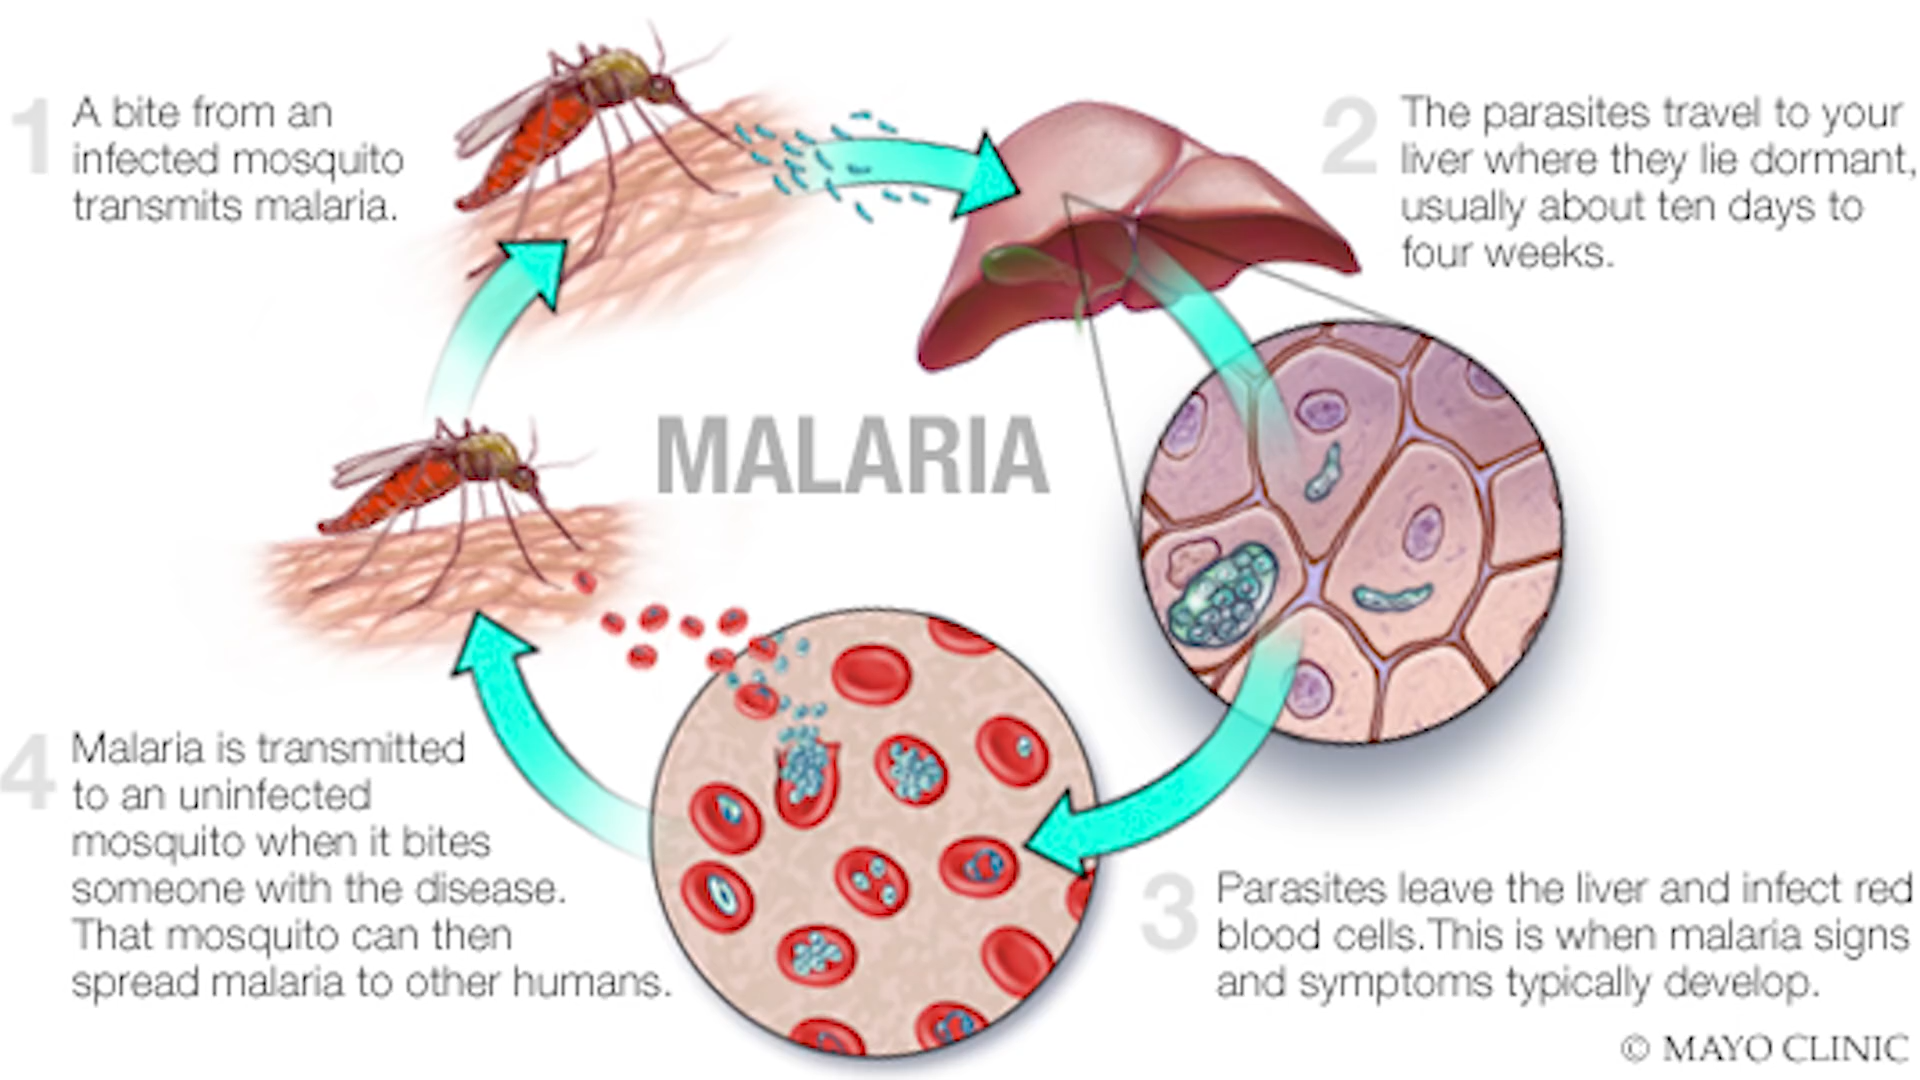 1
A bite from an
infected mosquito
transmits malaria.
2
The parasites travel to your
liver where they lie dormant,
usually about ten days to
four weeks.
MALARIA
3
Parasites leave the liver and infect red
blood cells.This is when malaria signs
and symptoms typically develop.
4
Malaria is transmitted
to an uninfected
mosquito when it bites
someone with the disease.
That mosquito can then
spread malaria to other humans.
© MAYO CLINIC